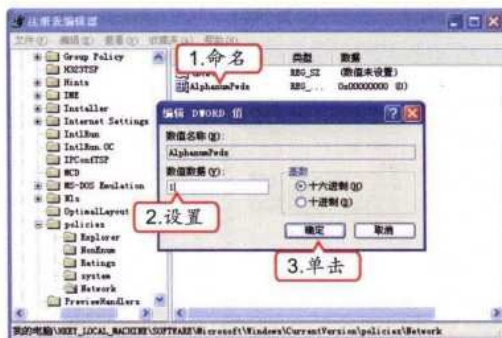 注册表编辑器
文件(F) 编辑(E) 查看(V) 收藏夹(A) 帮助(H)
1.命名
类型 数据
Group Policy
REG_SZ (数值未设置)
H323TSP
AlphanumPwds REG_... 0x00000000 (0)
Hints
IME
Installer
Internet Settings
IntlRun
IntlRun.OC
IPConfTSP
MCD
MS-DOS Emulation
Nls
OptimalLayout
policies
Explorer
NonEnum
Ratings
system
Network
PreviewHandlers
编辑 DWORD 值
数值名称(N):
AlphanumPwds
数值数据(V):
1
基数
十六进制(H)
十进制(D)
2.设置
确定 取消
3.单击
我的电脑\HKEY_LOCAL_MACHINE\SOFTWARE\Microsoft\Windows\CurrentVersion\policies\Network